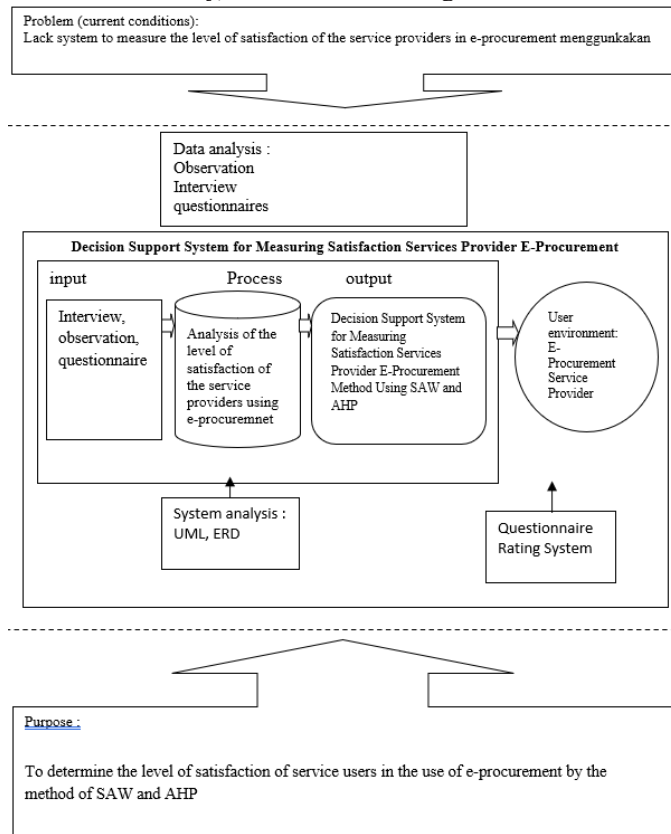 Problem (current conditions):
Lack system to measure the level of satisfaction of the service providers in e-procurement menggunkakan
Data analysis :
Observation
Interview
questionnaires
Decision Support System for Measuring Satisfaction Services Provider E-Procurement
input
Process
output
Interview,
observation,
questionnaire
Analysis of the
level of
satisfaction of
the service
providers using
e-procuremnet
Decision Support System
for Measuring
Satisfaction Services
Provider E-Procurement
Method Using SAW and
AHP
User
environment:
E-
Procurement
Service
Provider
System analysis :
UML, ERD
Questionnaire
Rating System
Purpose :
To determine the level of satisfaction of service users in the use of e-procurement by the
method of SAW and AHP